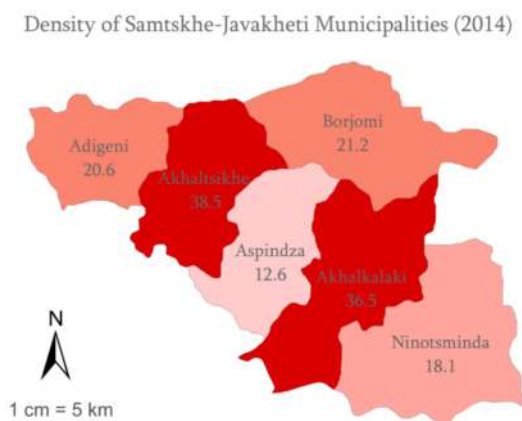 Density of Samtskhe-Javakheti Municipalities (2014)
Borjomi
21.2
Adigeni
20.6
Akhaltsikhe
38.5
Aspindza
12.6
Akhalkalaki
36.5
Ninotsminda
18.1
N
1 cm = 5 km